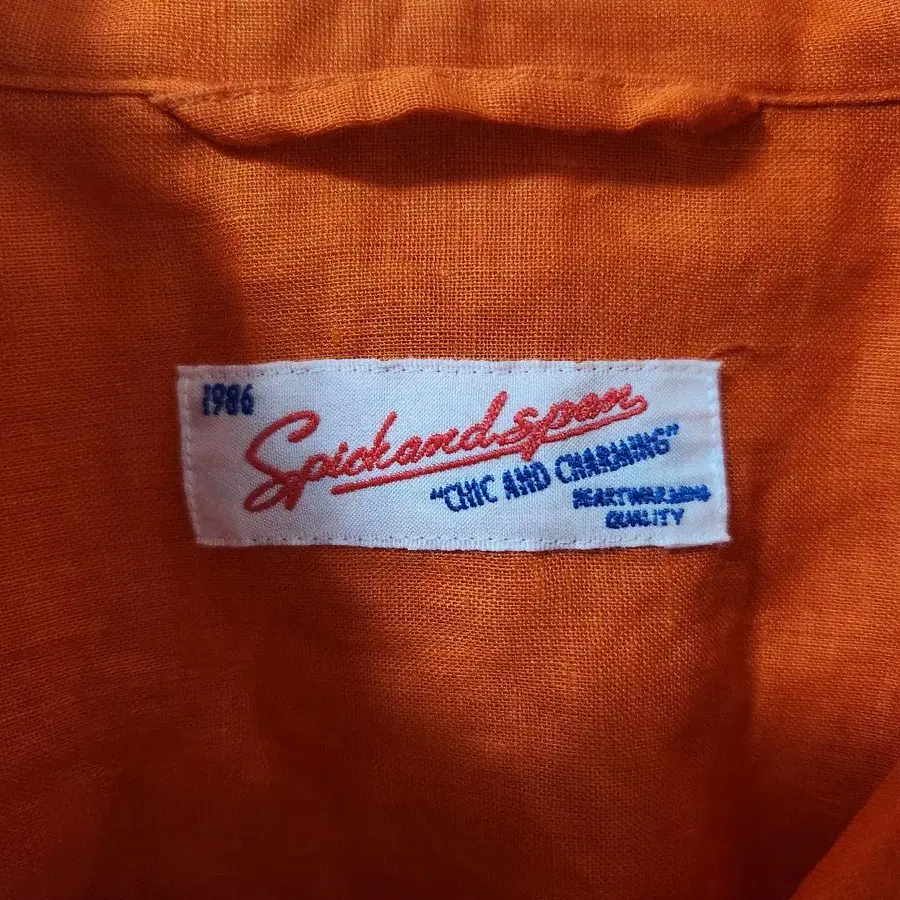 1986
Spickandspan
"CHIC AND CHARMING"
HEARTWARMING
QUALITY